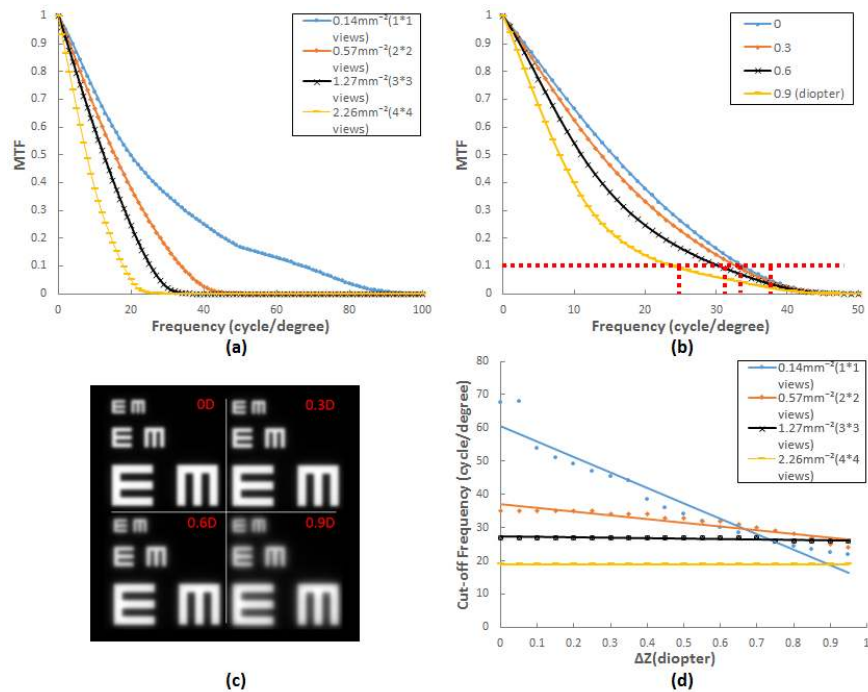 1
0.9
0.8
0.7
0.6
0.5
0.4
0.3
0.2
0.1
0
MTF
0 20 40 60 80 100
Frequency (cycle/degree)
0.14mm⁻²(1*1
views)
0.57mm⁻²(2*2
views)
1.27mm⁻²(3*3
views)
2.26mm⁻²(4*4
views)
(a)
1
0.9
0.8
0.7
0.6
0.5
0.4
0.3
0.2
0.1
0
MTF
0 10 20 30 40 50
Frequency (cycle/degree)
0
0.3
0.6
0.9 (diopter)
(b)
0D
0.3D
E m
E m
E m
E m
E m
E m
0.6D
0.9D
E m
E m
E m
E m
E m
E m
(c)
80
70
60
50
40
30
20
10
0
Cut-off Frequency (cycle/degree)
0 0.1 0.2 0.3 0.4 0.5 0.6 0.7 0.8 0.9 1
ΔZ(diopter)
0.14mm⁻²(1*1
views)
0.57mm⁻²(2*2
views)
1.27mm⁻²(3*3
views)
2.26mm⁻²(4*4
views)
(d)